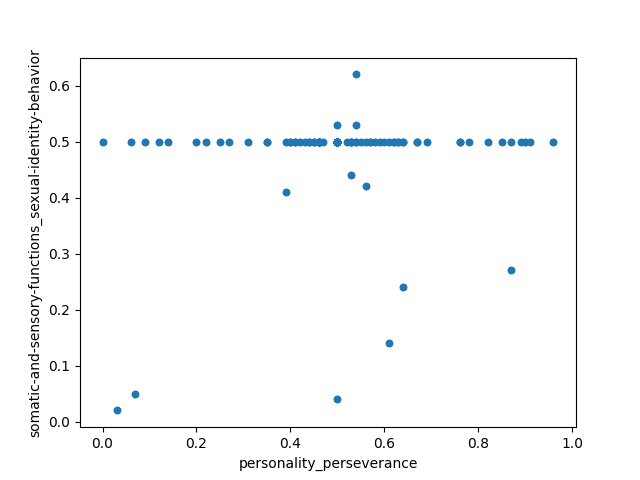 somatic-and-sensory-functions_sexual-identity-behavior
0.6
0.5
0.4
0.3
0.2
0.1
0.0
0.0 0.2 0.4 0.6 0.8 1.0
personality_perseverance